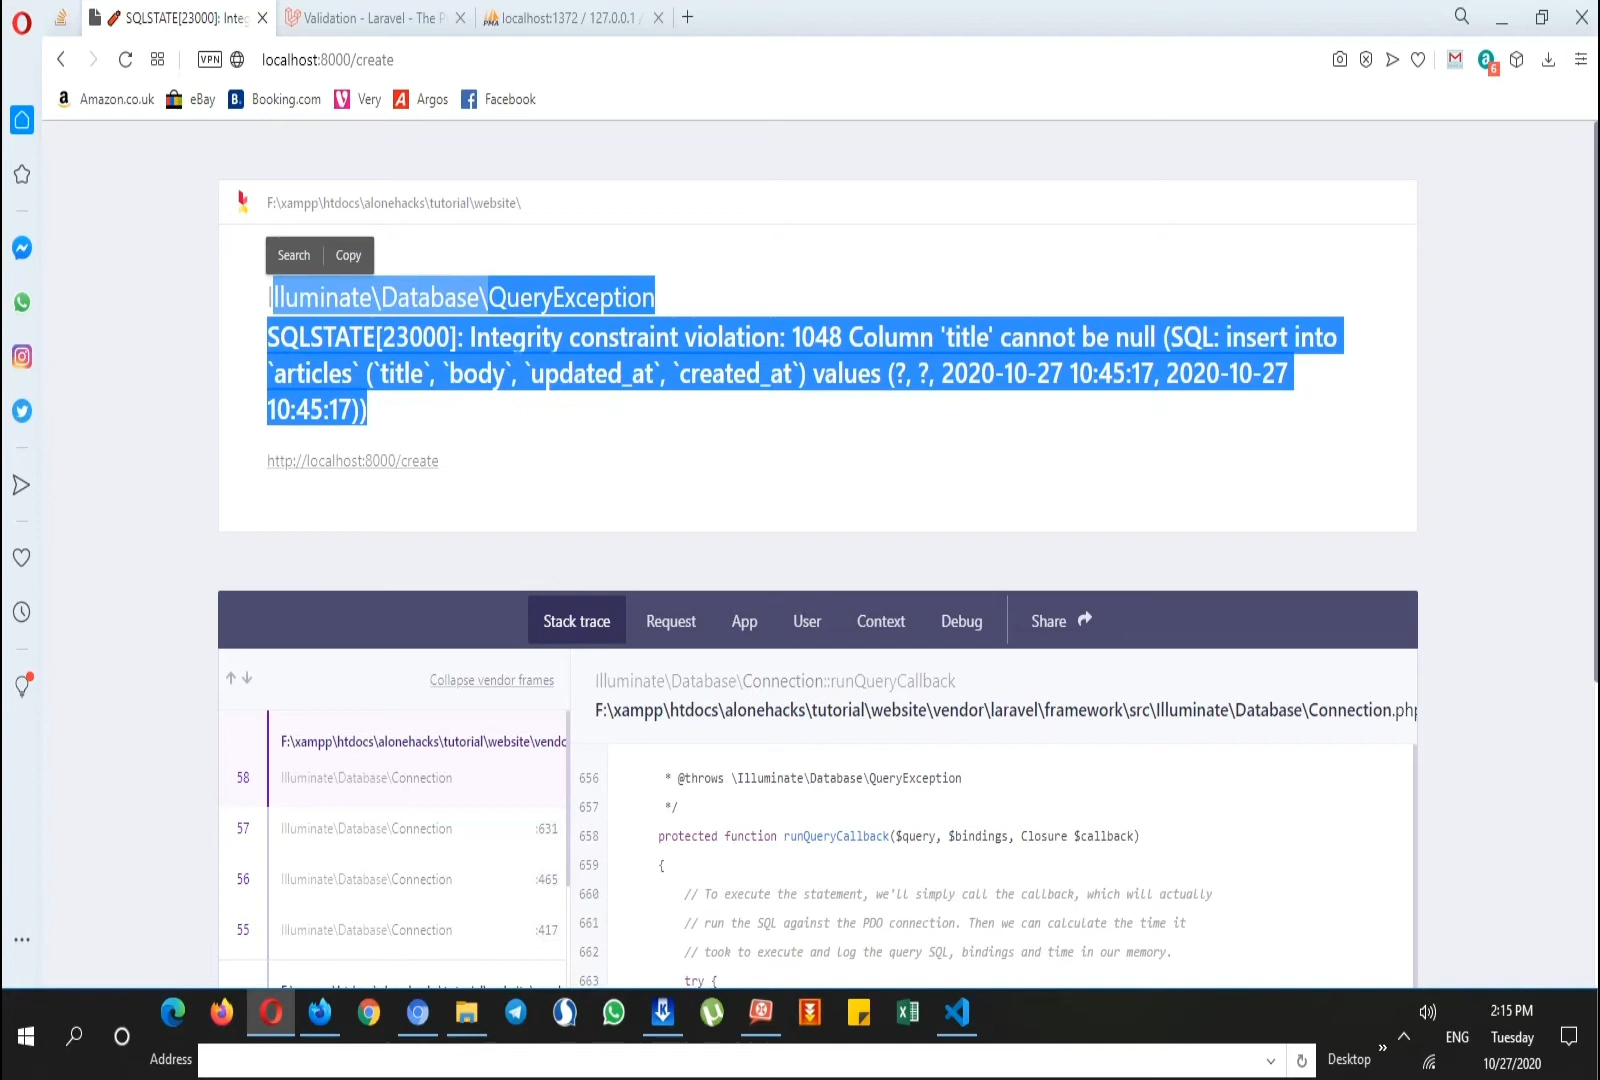 SQLSTATE[23000]: Integ
Validation - Laravel - The P
localhost:1372 / 127.0.0.1 /
VPN
localhost:8000/create
6
Amazon.co.uk
eBay
Booking.com
Very
Argos
Facebook
F:\xampp\htdocs\alonehacks\tutorial\website\
Search
Copy
Illuminate\Database\QueryException
SQLSTATE[23000]: Integrity constraint violation: 1048 Column 'title' cannot be null (SQL: insert into
`articles` (`title`, `body`, `updated_at`, `created_at`) values (?, ?, 2020-10-27 10:45:17, 2020-10-27
10:45:17))
http://localhost:8000/create
Stack trace
Request
App
User
Context
Debug
Share
Collapse vendor frames
Illuminate\Database\Connection::runQueryCallback
F:\xampp\htdocs\alonehacks\tutorial\website\vendor\laravel\framework\src\Illuminate\Database\Connection.php
F:\xampp\htdocs\alonehacks\tutorial\website\vendo
58 Illuminate\Database\Connection
57 Illuminate\Database\Connection :631
56 Illuminate\Database\Connection :465
55 Illuminate\Database\Connection :417
656 * @throws \Illuminate\Database\QueryException
657 */
658 protected function runQueryCallback($query, $bindings, Closure $callback)
659 {
660 // To execute the statement, we'll simply call the callback, which will actually
661 // run the SQL against the PDO connection. Then we can calculate the time it
662 // took to execute and log the query SQL, bindings and time in our memory.
663 try {
2:15 PM
ENG
Tuesday
10/27/2020
Address
Desktop